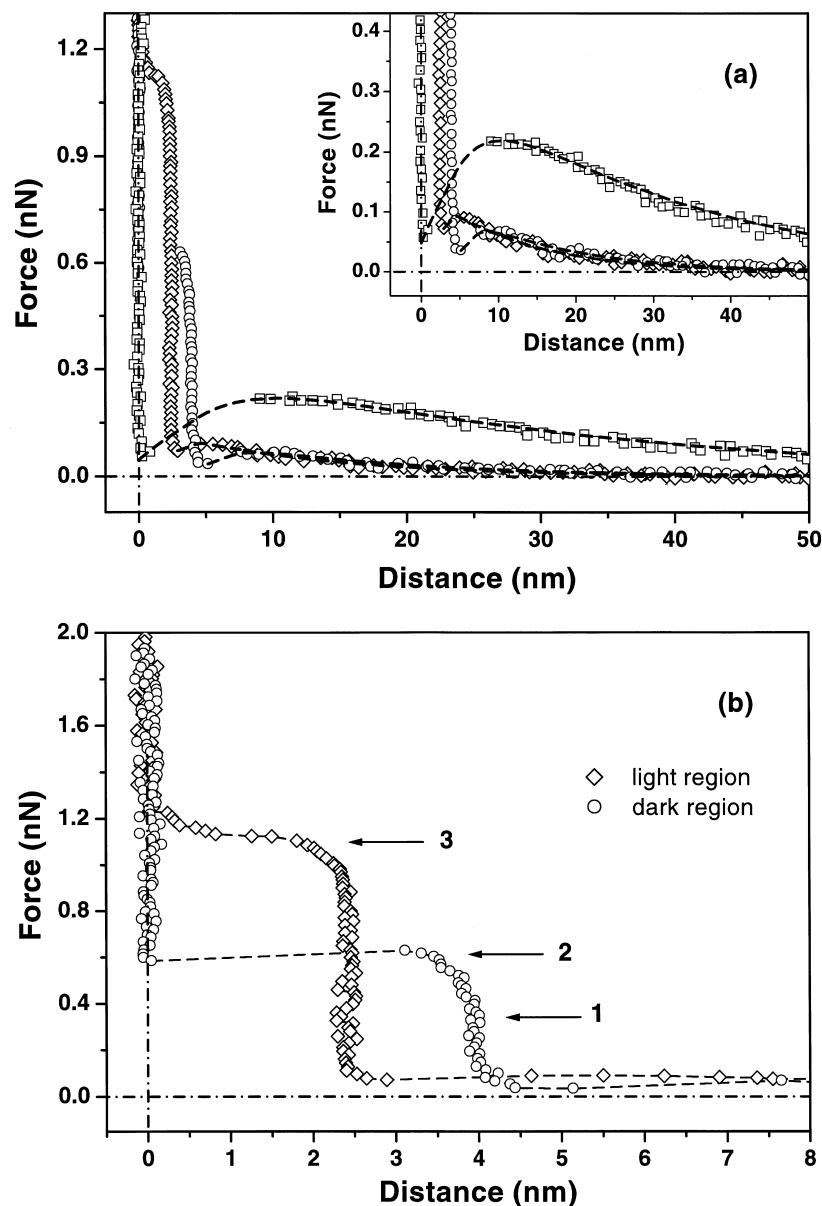 (a)
Force (nN)
1.2
0.9
0.6
0.3
0.0
0 10 20 30 40 50
Distance (nm)
Force (nN)
0.4
0.3
0.2
0.1
0.0
0 10 20 30 40
Distance (nm)
(b)
Force (nN)
2.0
1.6
1.2
0.8
0.4
0.0
light region
dark region
3
2
1
0 1 2 3 4 5 6 7 8
Distance (nm)